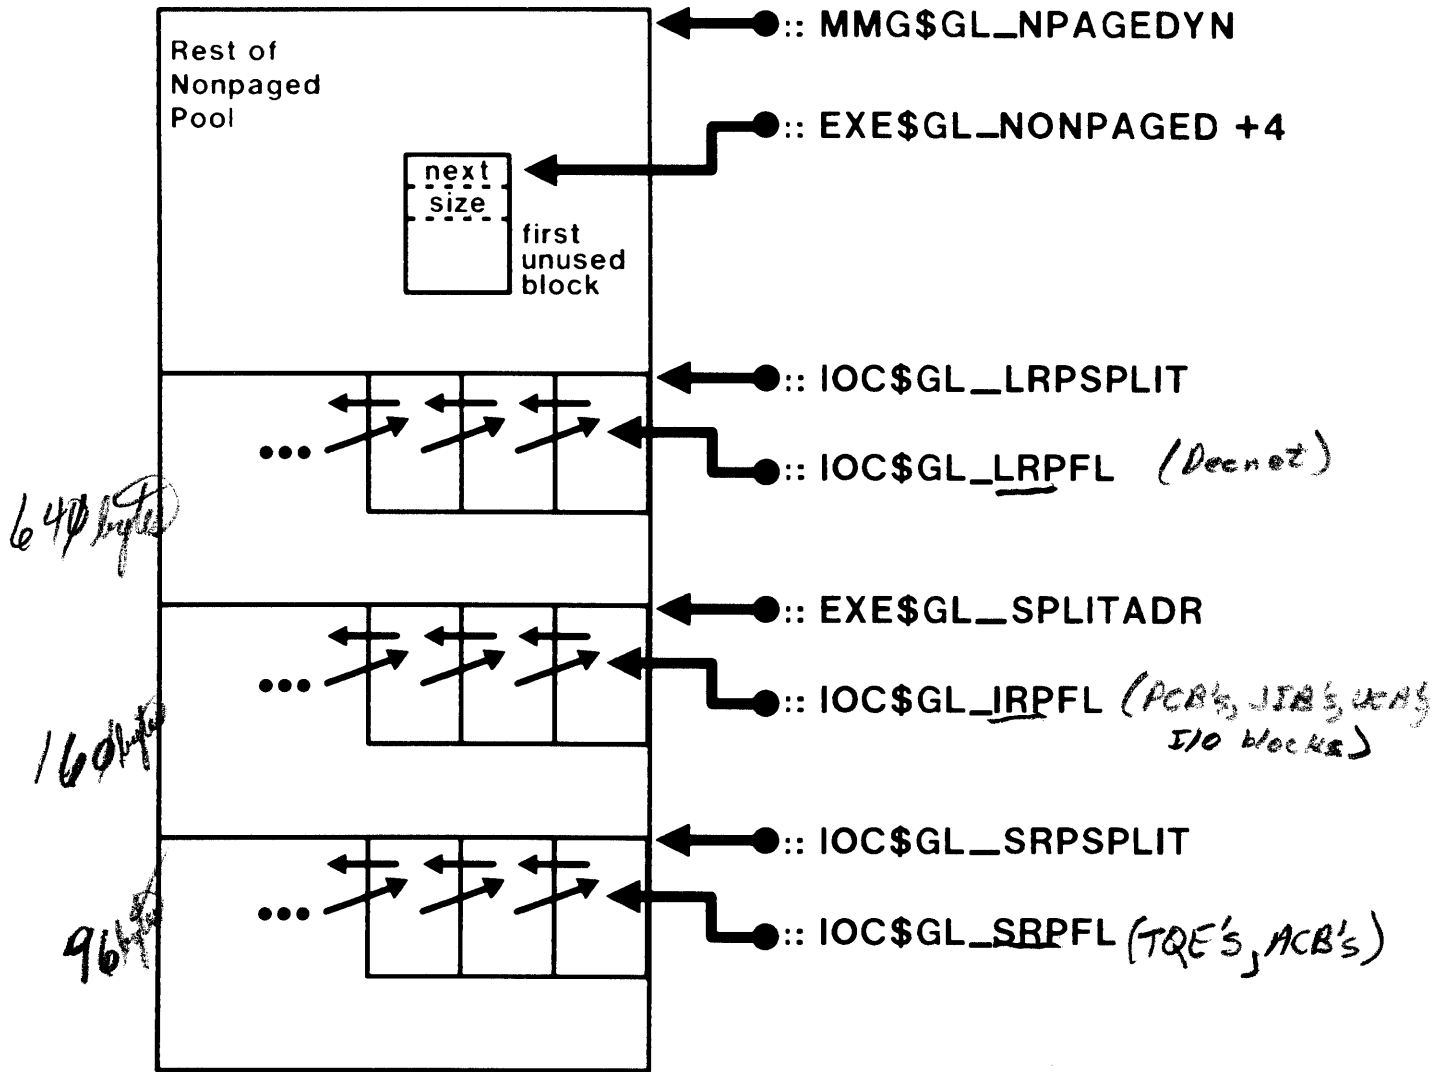 :: MMG$GL_NPAGEDYN
Rest of
Nonpaged
Pool
:: EXE$GL_NONPAGED +4
next
size
first
unused
block
:: IOC$GL_LRPSPLIT
:: IOC$GL_LRPFL (Decnet)
640 bytes
:: EXE$GL_SPLITADR
:: IOC$GL_IRPFL (PCB's, JIB's, UCB's
I/O blocks)
160 bytes
:: IOC$GL_SRPSPLIT
:: IOC$GL_SRPFL (TQE's, ACB's)
96 bytes